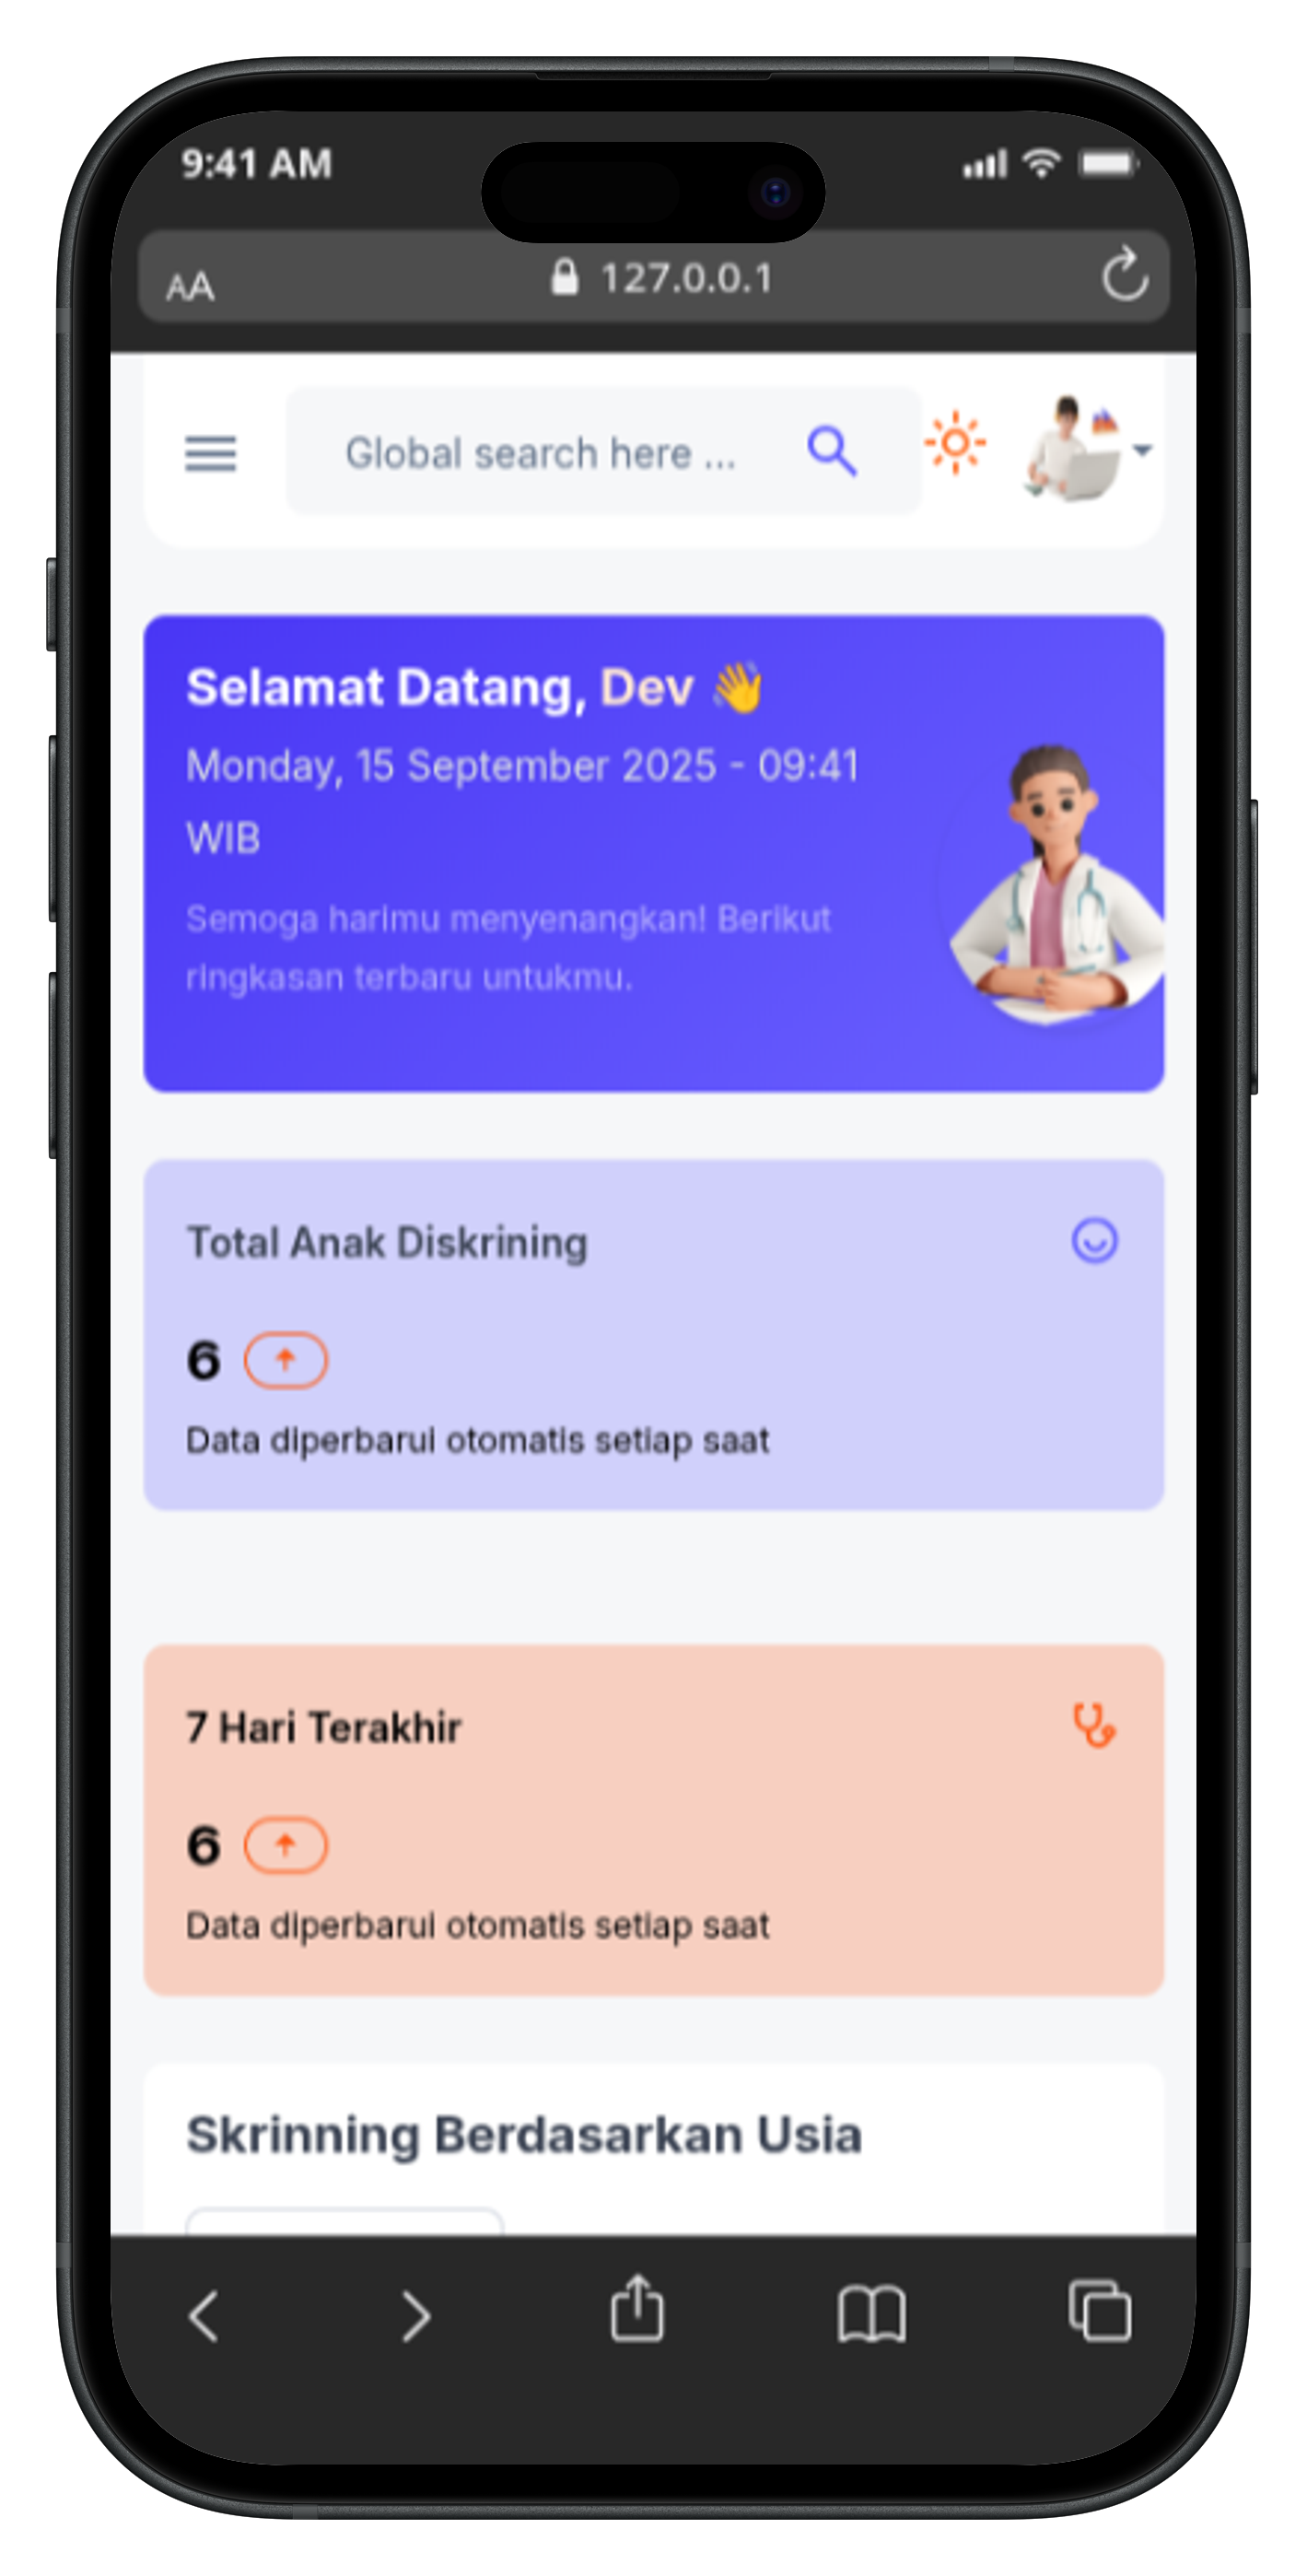 9:41 AM
AA
127.0.0.1
Global search here ...
Selamat Datang, Dev 👋
Monday, 15 September 2025 - 09:41
WIB
Semoga harimu menyenangkan! Berikut
ringkasan terbaru untukmu.
Total Anak Diskrining
6
Data diperbarui otomatis setiap saat
7 Hari Terakhir
6
Data diperbarui otomatis setiap saat
Skrinning Berdasarkan Usia